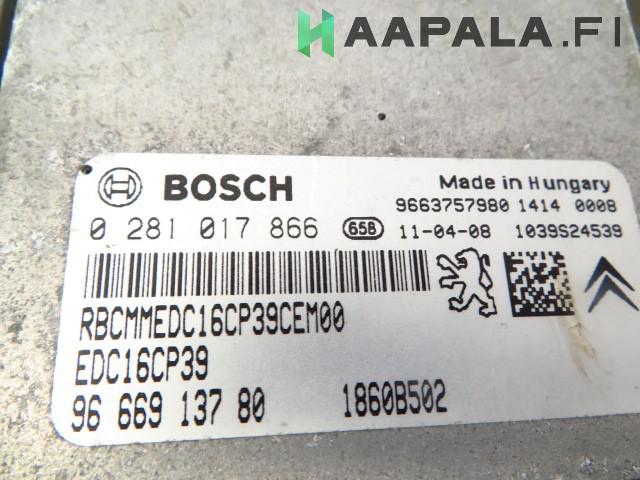 HAAPALA.FI
BOSCH
Made in Hungary
9663757980 1414 0008
0 281 017 866 658 11-04-08 1039S24539
RBCMMEDC16CP39CEM00
EDC16CP39
96 669 137 80 1860B502